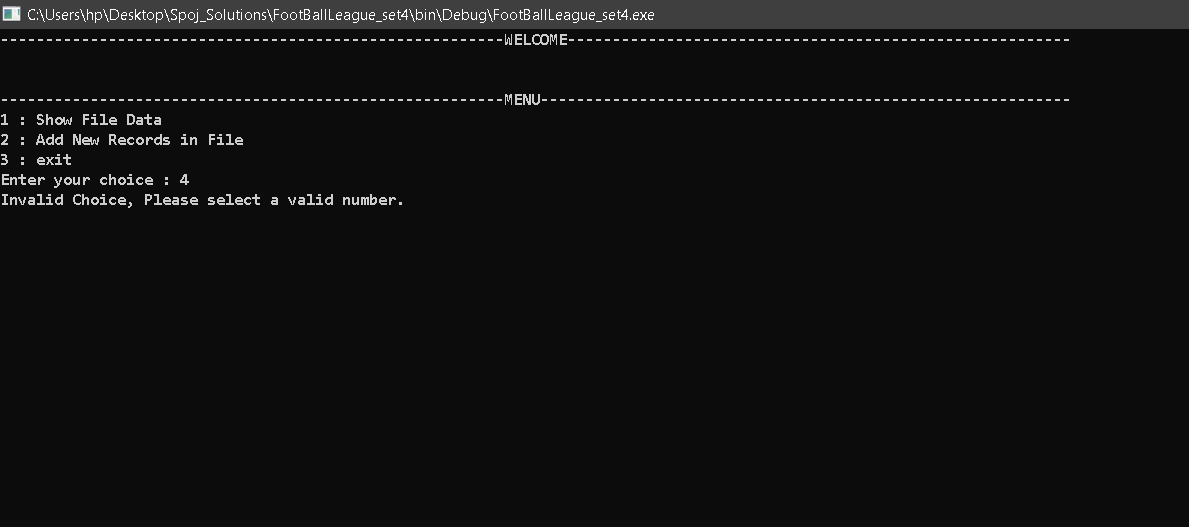 C:\Users\hp\Desktop\Spoj_Solutions\FootBallLeague_set4\bin\Debug\FootBallLeague_set4.exe
--------------------------------------------------------WELCOME--------------------------------------------------------
--------------------------------------------------------MENU-----------------------------------------------------------
1 : Show File Data
2 : Add New Records in File
3 : exit
Enter your choice : 4
Invalid Choice, Please select a valid number.